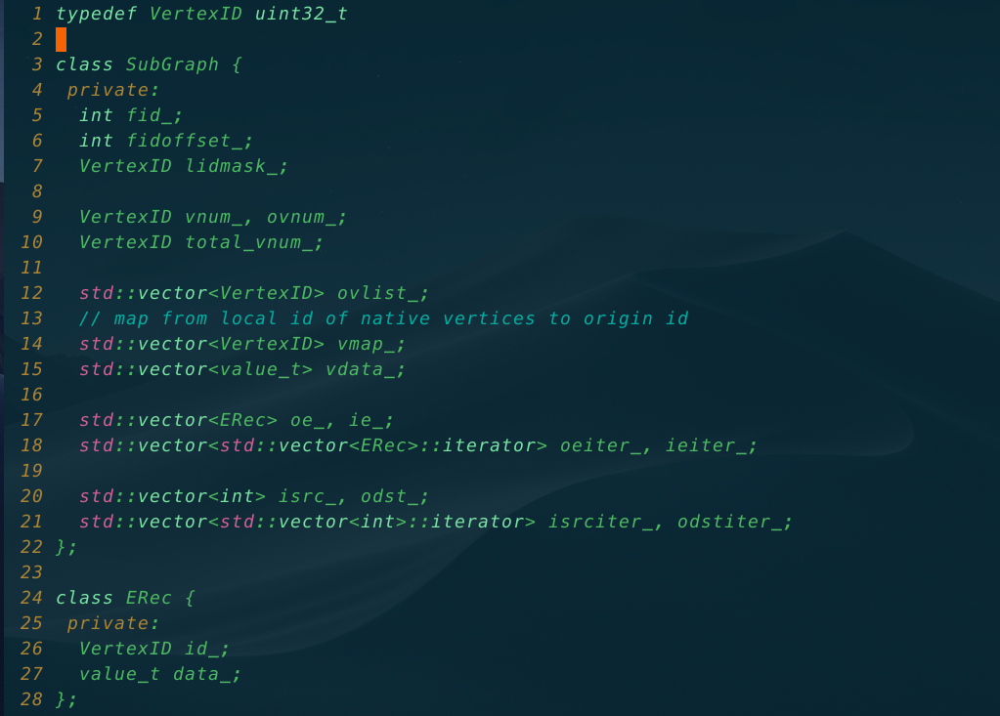 1 typedef VertexID uint32_t
2
3 class SubGraph {
4  private:
5   int fid_;
6   int fidoffset_;
7   VertexID lidmask_;
8
9   VertexID vnum_, ovnum_;
10   VertexID total_vnum_;
11
12   std::vector<VertexID> ovlist_;
13   // map from local id of native vertices to origin id
14   std::vector<VertexID> vmap_;
15   std::vector<value_t> vdata_;
16
17   std::vector<ERec> oe_, ie_;
18   std::vector<std::vector<ERec>::iterator> oeiter_, ieiter_;
19
20   std::vector<int> isrc_, odst_;
21   std::vector<std::vector<int>::iterator> isrciter_, odstiter_;
22 };
23
24 class ERec {
25  private:
26   VertexID id_;
27   value_t data_;
28 };